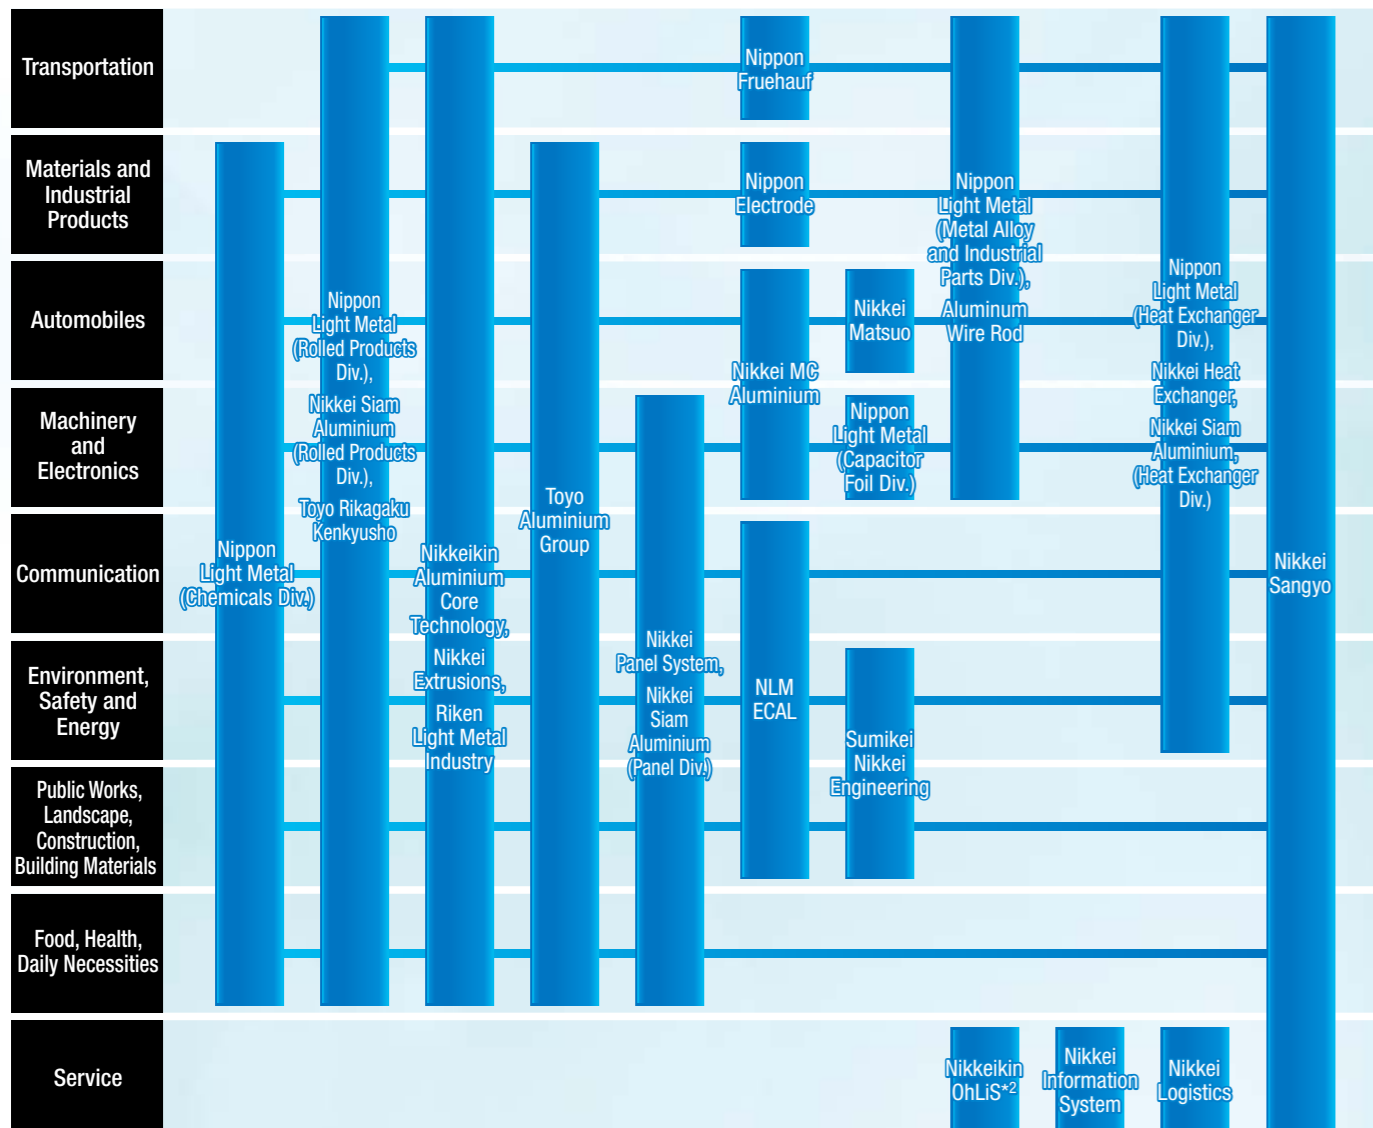 Transportation
Materials and
Industrial
Products
Automobiles
Machinery
and
Electronics
Communication
Environment,
Safety and
Energy
Public Works,
Landscape,
Construction,
Building Materials
Food, Health,
Daily Necessities
Service
Nippon
Light Metal
(Chemicals Div.)
Nippon
Light Metal
(Rolled Products
Div.),
Nikkei Siam
Aluminium
(Rolled Products
Div.),
Toyo Rikagaku
Kenkyusho
Nikkeikin
Aluminium
Core
Technology,
Nikkei
Extrusions,
Riken
Light Metal
Industry
Toyo
Aluminium
Group
Nikkei
Panel System,
Nikkei
Siam
Aluminium
(Panel Div.)
Nippon
Fruehauf
Nippon
Electrode
Nikkei MC
Aluminium
NLM
ECAL
Nikkei
Matsuo
Nippon
Light Metal
(Capacitor
Foil Div.)
Sumikei
Nikkei
Engineering
Nippon
Light Metal
(Metal Alloy
and Industrial
Parts Div.),
Aluminum
Wire Rod
Nikkeikin
OhLiS*2
Nikkei
Information
System
Nippon
Light Metal
(Heat Exchanger
Div.),
Nikkei Heat
Exchanger,
Nikkei Siam
Aluminium,
(Heat Exchanger
Div.)
Nikkei
Logistics
Nikkei
Sangyo